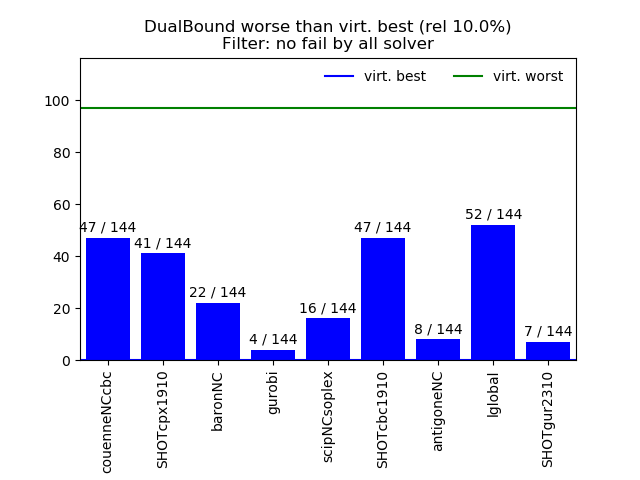 DualBound worse than virt. best (rel 10.0%)
Filter: no fail by all solver
virt. best
virt. worst
100
80
60
40
20
0
47 / 144
41 / 144
22 / 144
4 / 144
16 / 144
47 / 144
8 / 144
52 / 144
7 / 144
couenneNCcbc
SHOTcpx1910
baronNC
gurobi
scipNCsoplex
SHOTcbc1910
antigoneNC
lglobal
SHOTgur2310